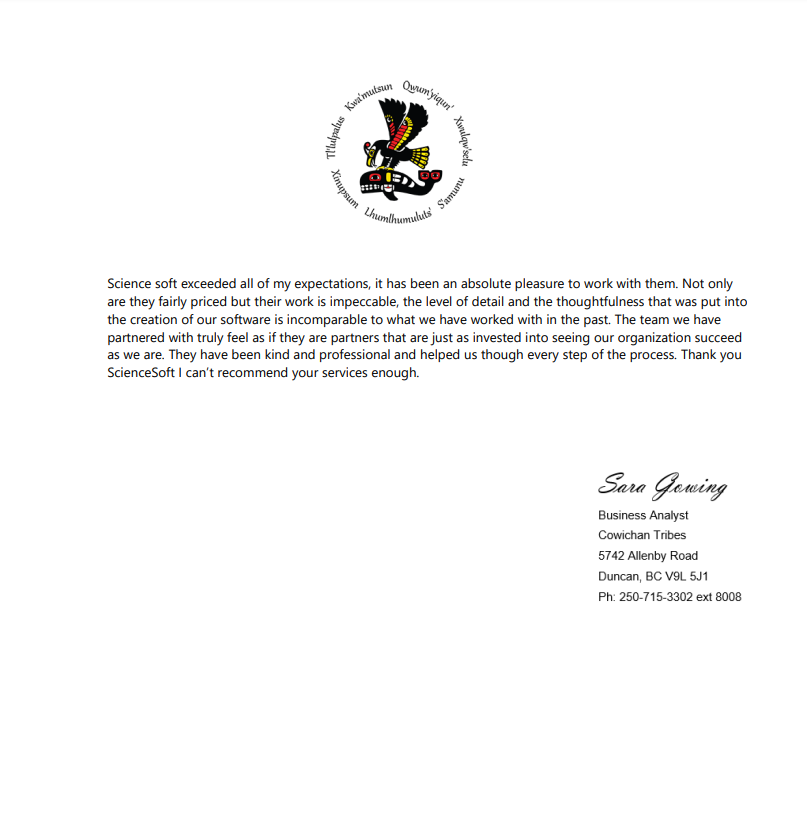 Tl'ulpalus Kwa'mutsun Qwum'yiqun' Xwulqw'selu S'amunu Lhumlhumuluts' Xinupsum
Science soft exceeded all of my expectations, it has been an absolute pleasure to work with them. Not only
are they fairly priced but their work is impeccable, the level of detail and the thoughtfulness that was put into
the creation of our software is incomparable to what we have worked with in the past. The team we have
partnered with truly feel as if they are partners that are just as invested into seeing our organization succeed
as we are. They have been kind and professional and helped us though every step of the process. Thank you
ScienceSoft I can't recommend your services enough.
Sara Gowing
Business Analyst
Cowichan Tribes
5742 Allenby Road
Duncan, BC V9L 5J1
Ph: 250-715-3302 ext 8008